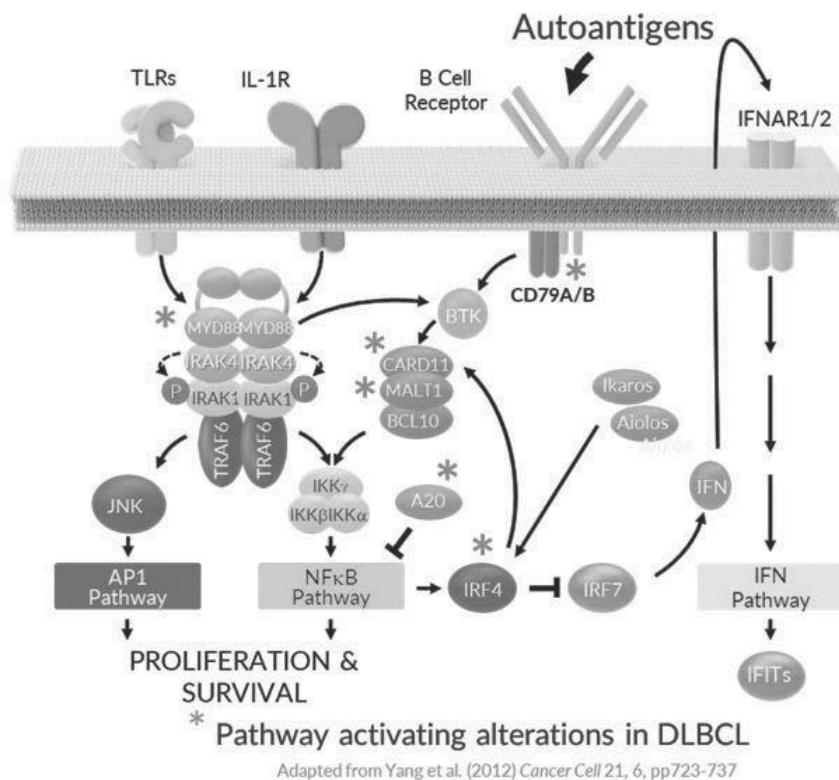 Autoantigens
TLRs
IL-1R
B Cell
Receptor
IFNAR1/2
*
CD79A/B
*
MYD88 MYD88
BTK
IRAK4 IRAK4
*
CARD11
P
IRAK1 IRAK1
P
*
MALT1
BCL10
Ikaros
Aiolos
TRAF6 TRAF6
JNK
IKKγ
IKKβ IKKα
*
A20
IFN
*
AP1
Pathway
NFκB
Pathway
IRF4
IRF7
IFN
Pathway
PROLIFERATION &
SURVIVAL
IFITs
* Pathway activating alterations in DLBCL
Adapted from Yang et al. (2012) Cancer Cell 21, 6, pp723-737